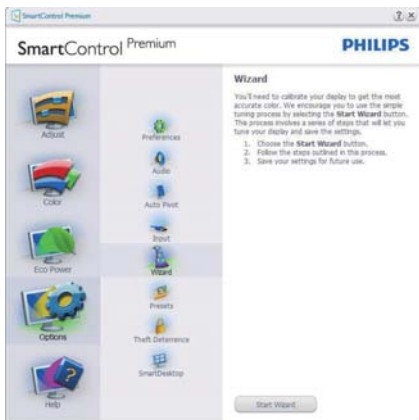 SmartControl Premium
SmartControl Premium
PHILIPS
Adjust
Color
Eco Power
Options
Help
Preferences
Audio
Auto Pivot
Input
Wizard
Presets
Theft Deterrence
SmartDesktop
Wizard
You'll need to calibrate your display to get the most
accurate color. We encourage you to use the simple
tuning process by selecting the Start Wizard button.
This process involves a series of steps that will let you
tune your display and save the settings.
1. Choose the Start Wizard button.
2. Follow the steps outlined in the process.
3. Save your settings for future use.
Start Wizard